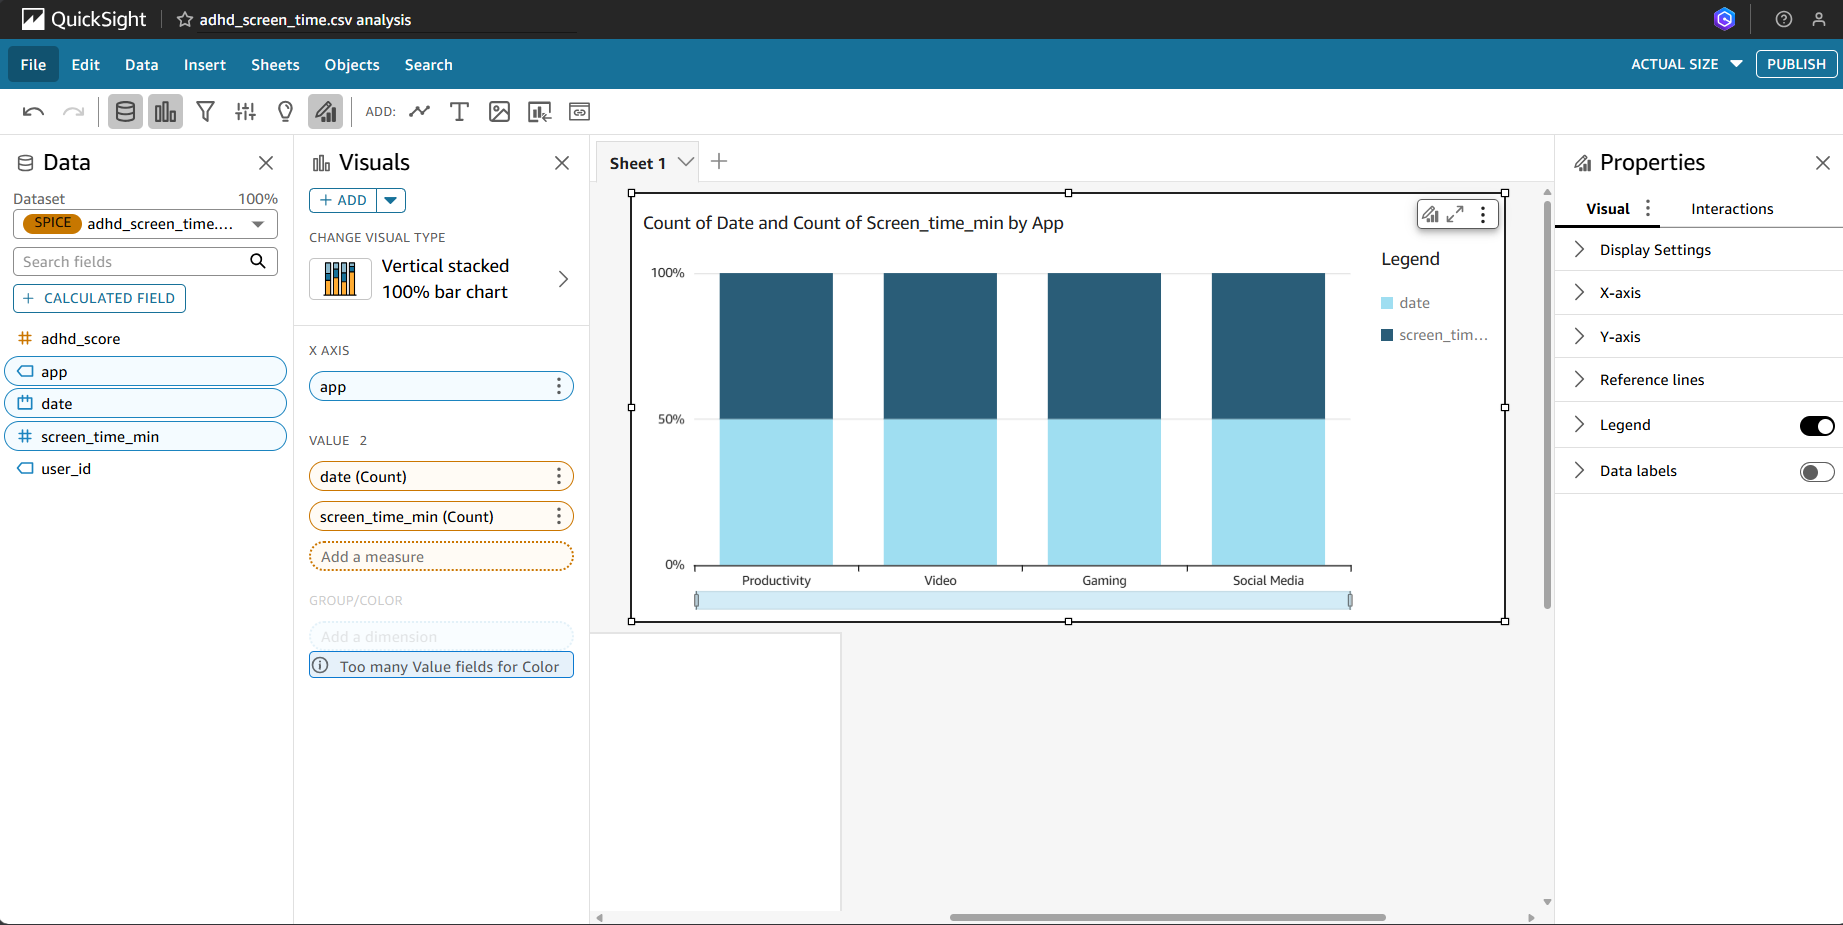 QuickSight
adhd_screen_time.csv analysis
File Edit Data Insert Sheets Objects Search
ACTUAL SIZE
PUBLISH
ADD:
Data
Dataset 100%
SPICE adhd_screen_time....
Search fields
+ CALCULATED FIELD
adhd_score
app
date
screen_time_min
user_id
Visuals
+ ADD
CHANGE VISUAL TYPE
Vertical stacked
100% bar chart
X AXIS
app
VALUE 2
date (Count)
screen_time_min (Count)
Add a measure
GROUP/COLOR
Add a dimension
Too many Value fields for Color
Sheet 1
Count of Date and Count of Screen_time_min by App
100%
50%
0%
Productivity Video Gaming Social Media
Legend
date
screen_tim...
Properties
Visual Interactions
Display Settings
X-axis
Y-axis
Reference lines
Legend
Data labels